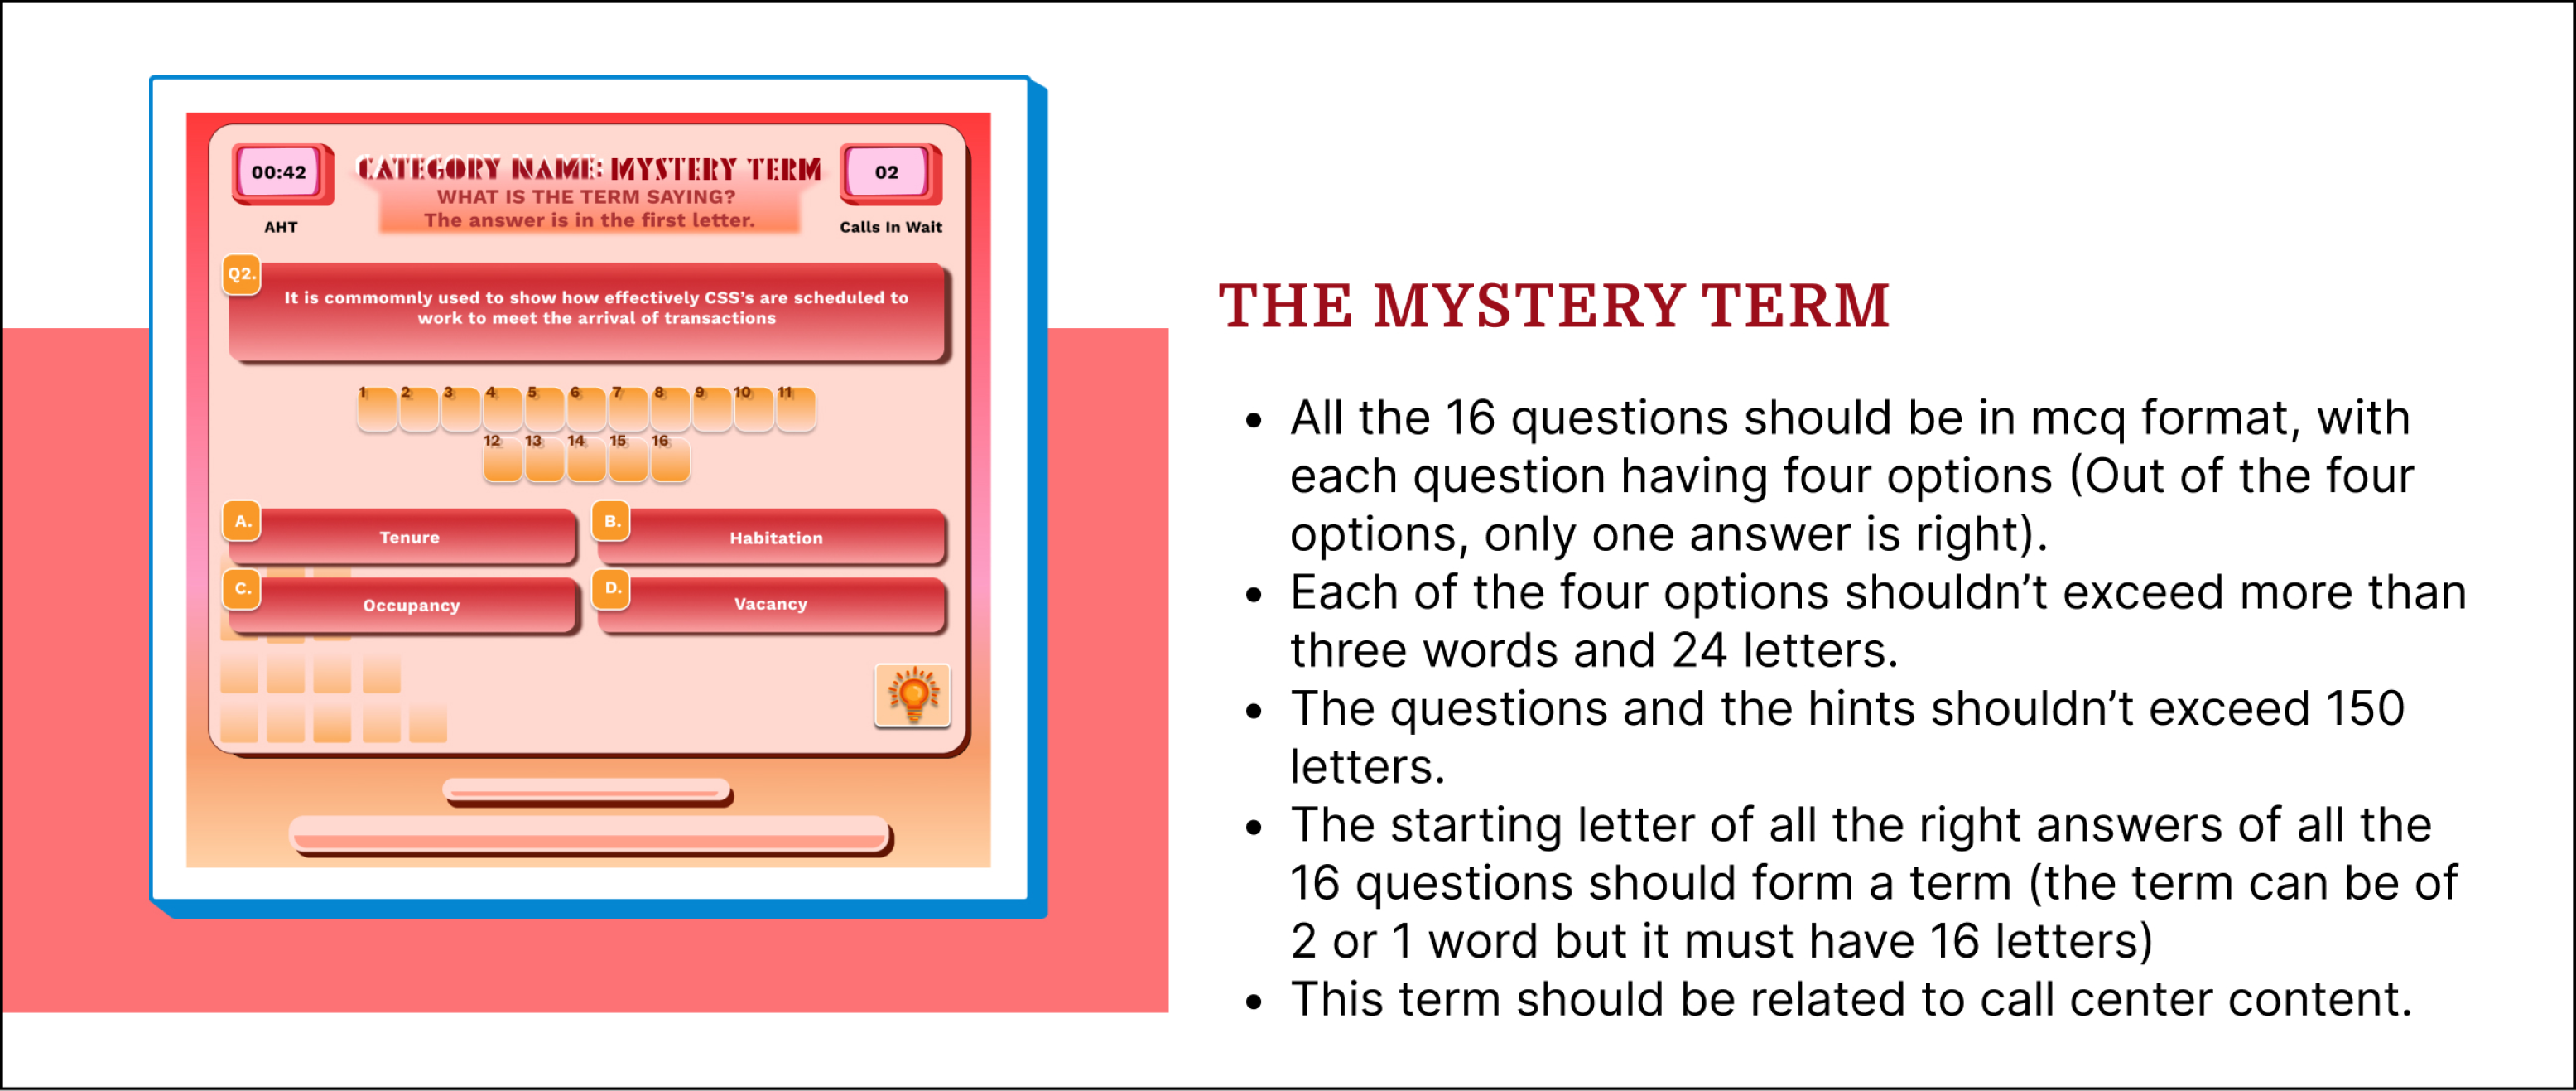 00:42
AHT
CATEGORY NAME: MYSTERY TERM
WHAT IS THE TERM SAYING?
The answer is in the first letter.
02
Calls In Wait
Q2.
It is commomnly used to show how effectively CSS's are scheduled to
work to meet the arrival of transactions
1 2 3 4 5 6 7 8 9 10 11
12 13 14 15 16
A. Tenure
B. Habitation
C. Occupancy
D. Vacancy
THE MYSTERY TERM
• All the 16 questions should be in mcq format, with
each question having four options (Out of the four
options, only one answer is right).
• Each of the four options shouldn't exceed more than
three words and 24 letters.
• The questions and the hints shouldn't exceed 150
letters.
• The starting letter of all the right answers of all the
16 questions should form a term (the term can be of
2 or 1 word but it must have 16 letters)
• This term should be related to call center content.